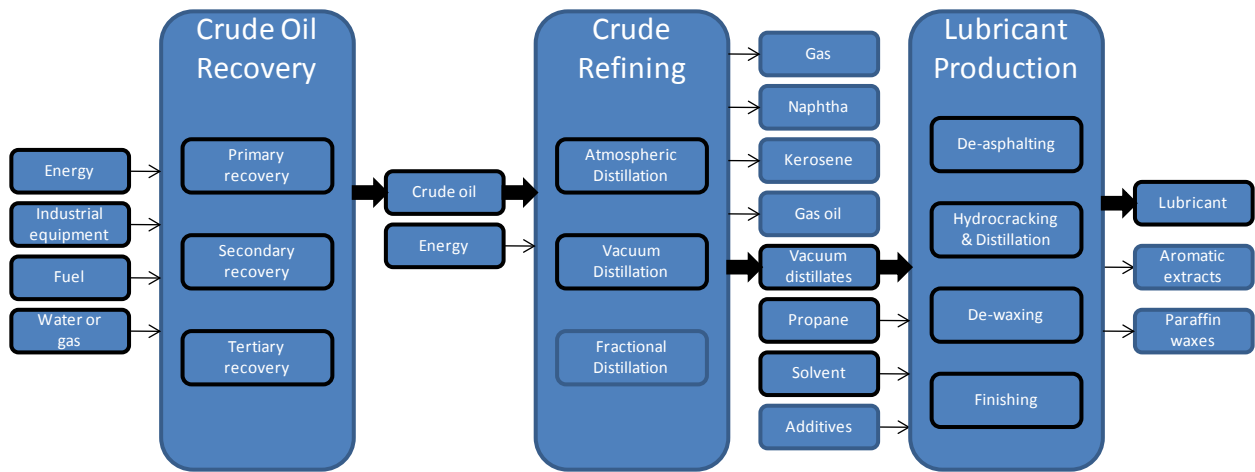 Crude Oil
Recovery
Energy
Industrial
equipment
Fuel
Water or
gas
Primary
recovery
Secondary
recovery
Tertiary
recovery
Crude oil
Energy
Crude
Refining
Atmospheric
Distillation
Vacuum
Distillation
Fractional
Distillation
Gas
Naphtha
Kerosene
Gas oil
Vacuum
distillates
Propane
Solvent
Additives
Lubricant
Production
De-asphalting
Hydrocracking
& Distillation
De-waxing
Finishing
Lubricant
Aromatic
extracts
Paraffin
waxes